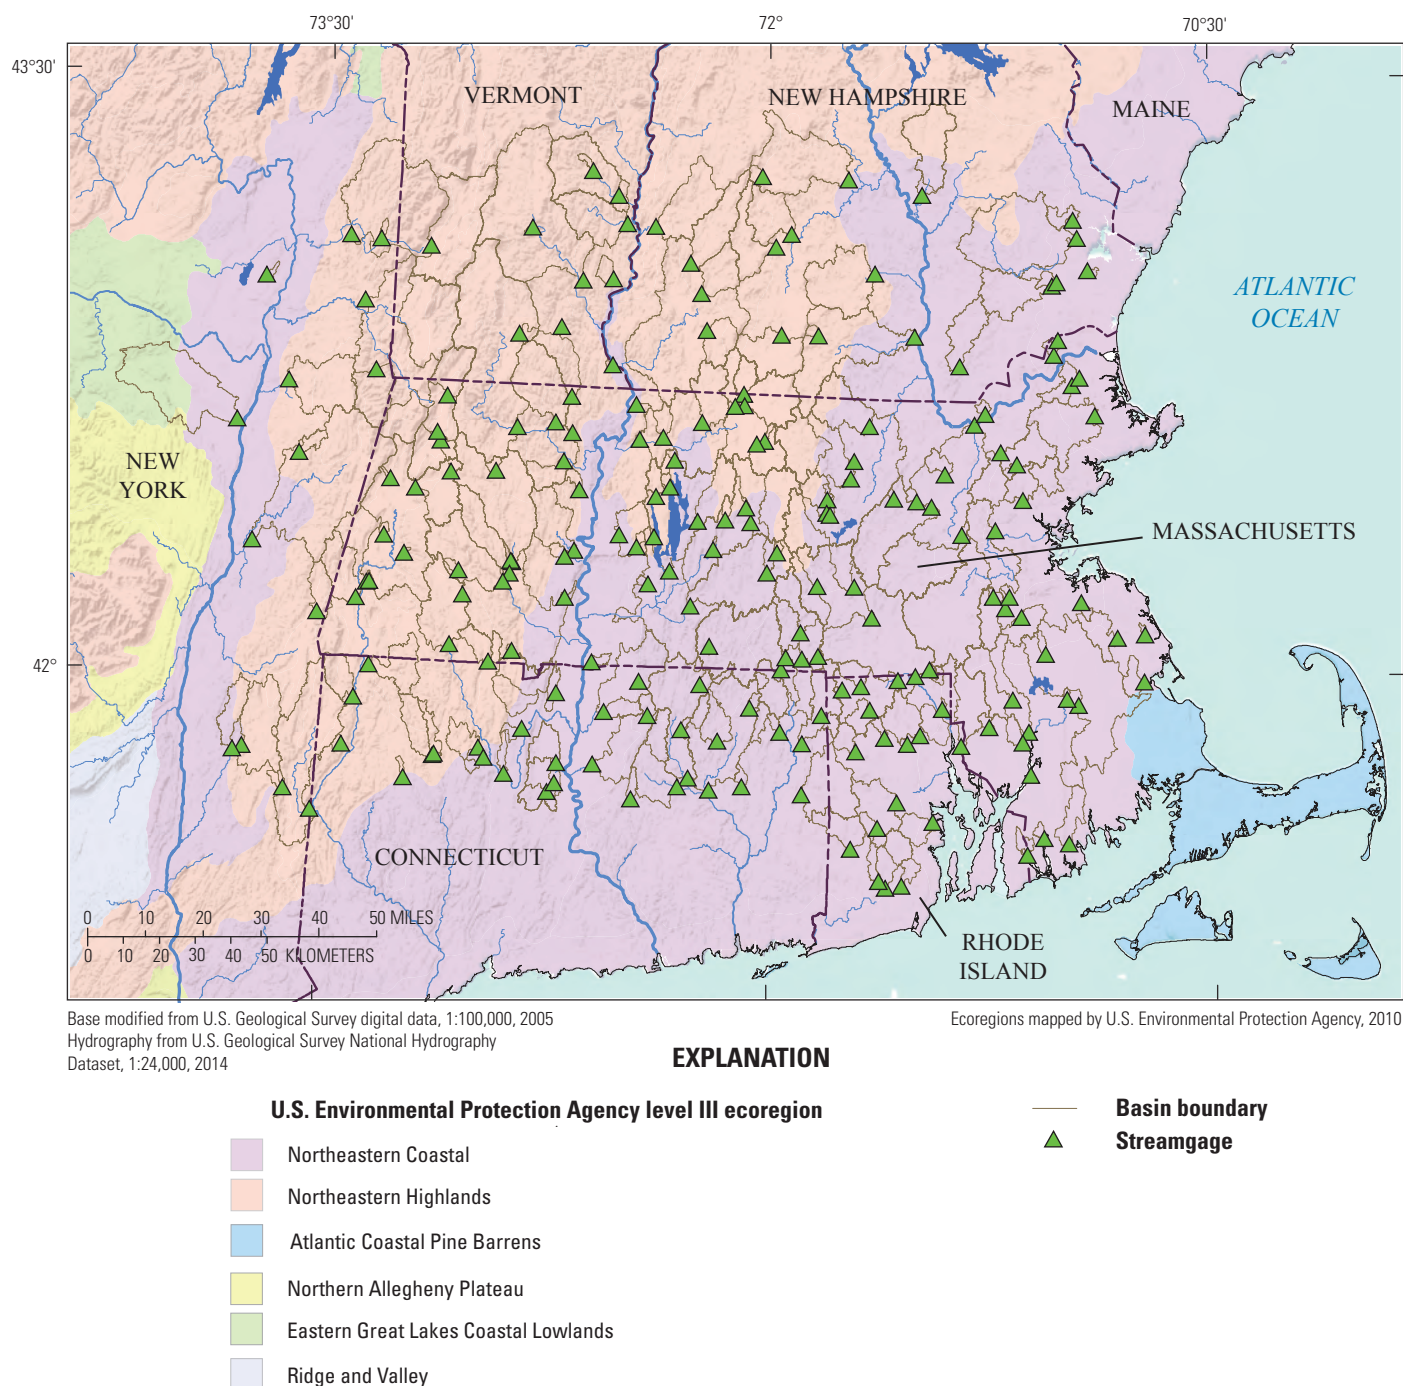 73°30'
72°
70°30'
43°30'
VERMONT
NEW HAMPSHIRE
MAINE
ATLANTIC
OCEAN
NEW
YORK
MASSACHUSETTS
42°
CONNECTICUT
0 10 20 30 40 50 MILES
0 10 20 30 40 50 KILOMETERS
RHODE
ISLAND
Base modified from U.S. Geological Survey digital data, 1:100,000, 2005
Hydrography from U.S. Geological Survey National Hydrography
Dataset, 1:24,000, 2014
Ecoregions mapped by U.S. Environmental Protection Agency, 2010
EXPLANATION
U.S. Environmental Protection Agency level III ecoregion
Northeastern Coastal
Northeastern Highlands
Atlantic Coastal Pine Barrens
Northern Allegheny Plateau
Eastern Great Lakes Coastal Lowlands
Ridge and Valley
Basin boundary
Streamgage